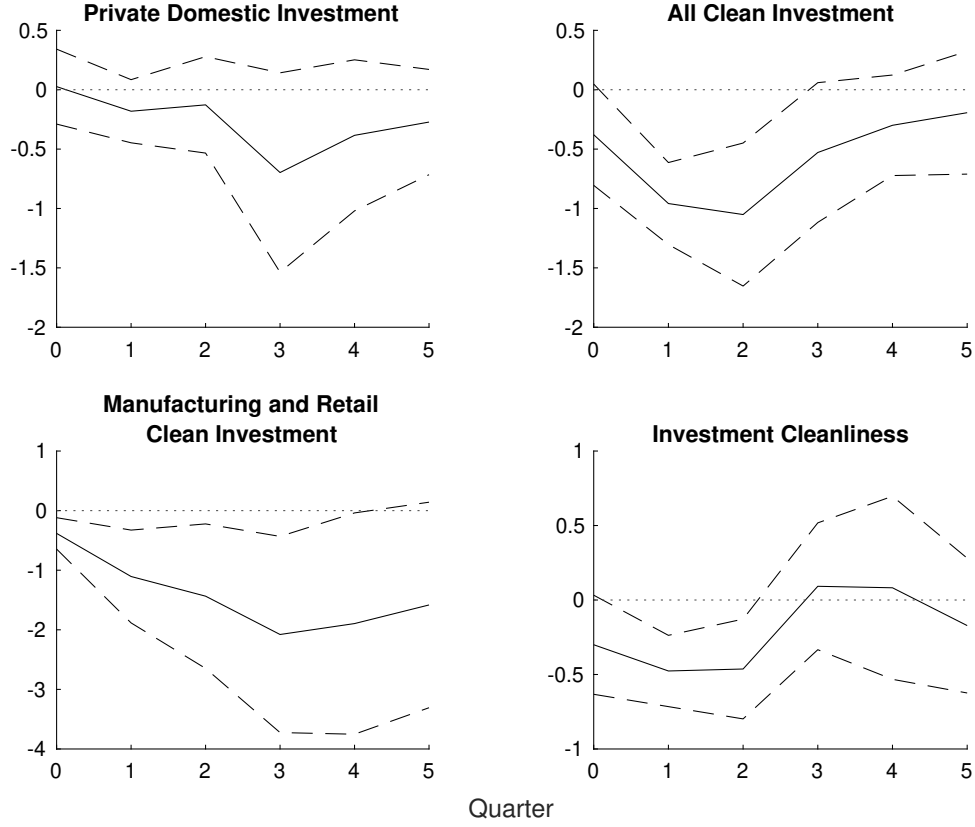 Private Domestic Investment
0.5
0
-0.5
-1
-1.5
-2
0 1 2 3 4 5
All Clean Investment
0.5
0
-0.5
-1
-1.5
-2
0 1 2 3 4 5
Manufacturing and Retail
Clean Investment
1
0
-1
-2
-3
-4
0 1 2 3 4 5
Investment Cleanliness
1
0.5
0
-0.5
-1
0 1 2 3 4 5
Quarter